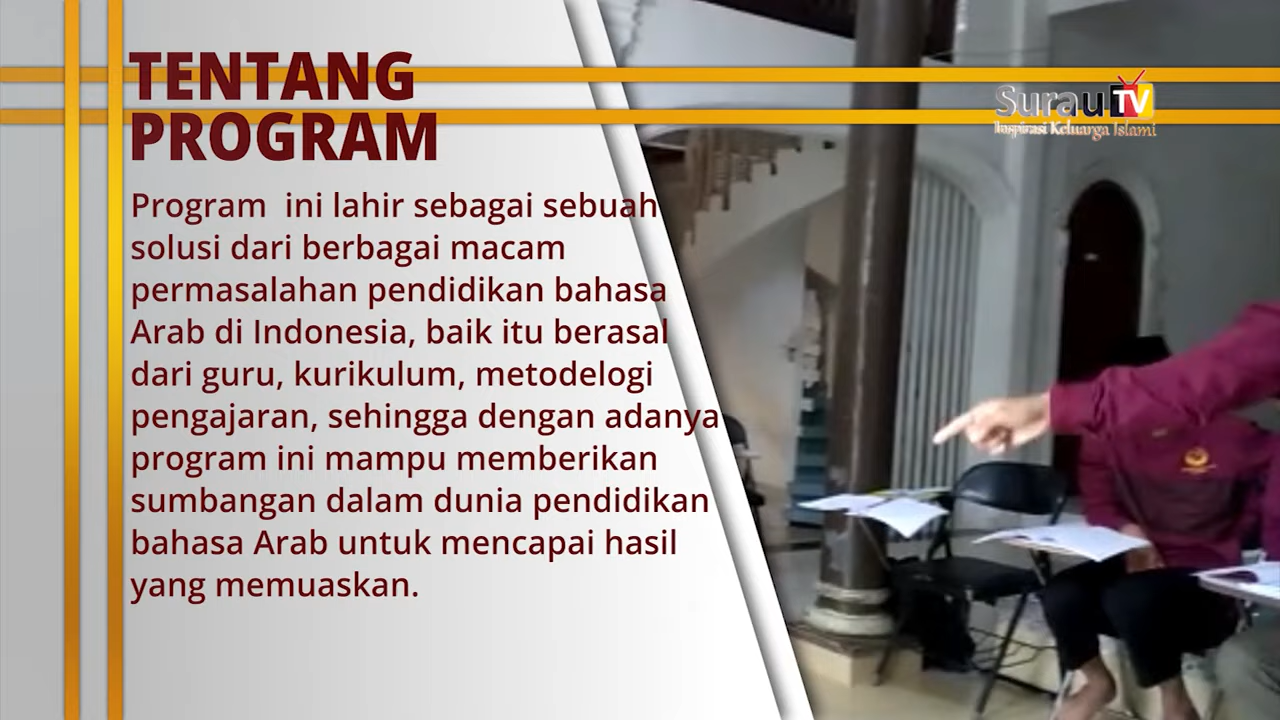 TENTANG
PROGRAM
Program ini lahir sebagai sebuah
solusi dari berbagai macam
permasalahan pendidikan bahasa
Arab di Indonesia, baik itu berasal
dari guru, kurikulum, metodelogi
pengajaran, sehingga dengan adanya
program ini mampu memberikan
sumbangan dalam dunia pendidikan
bahasa Arab untuk mencapai hasil
yang memuaskan.
Surau TV
Inspirasi Keluarga Islami